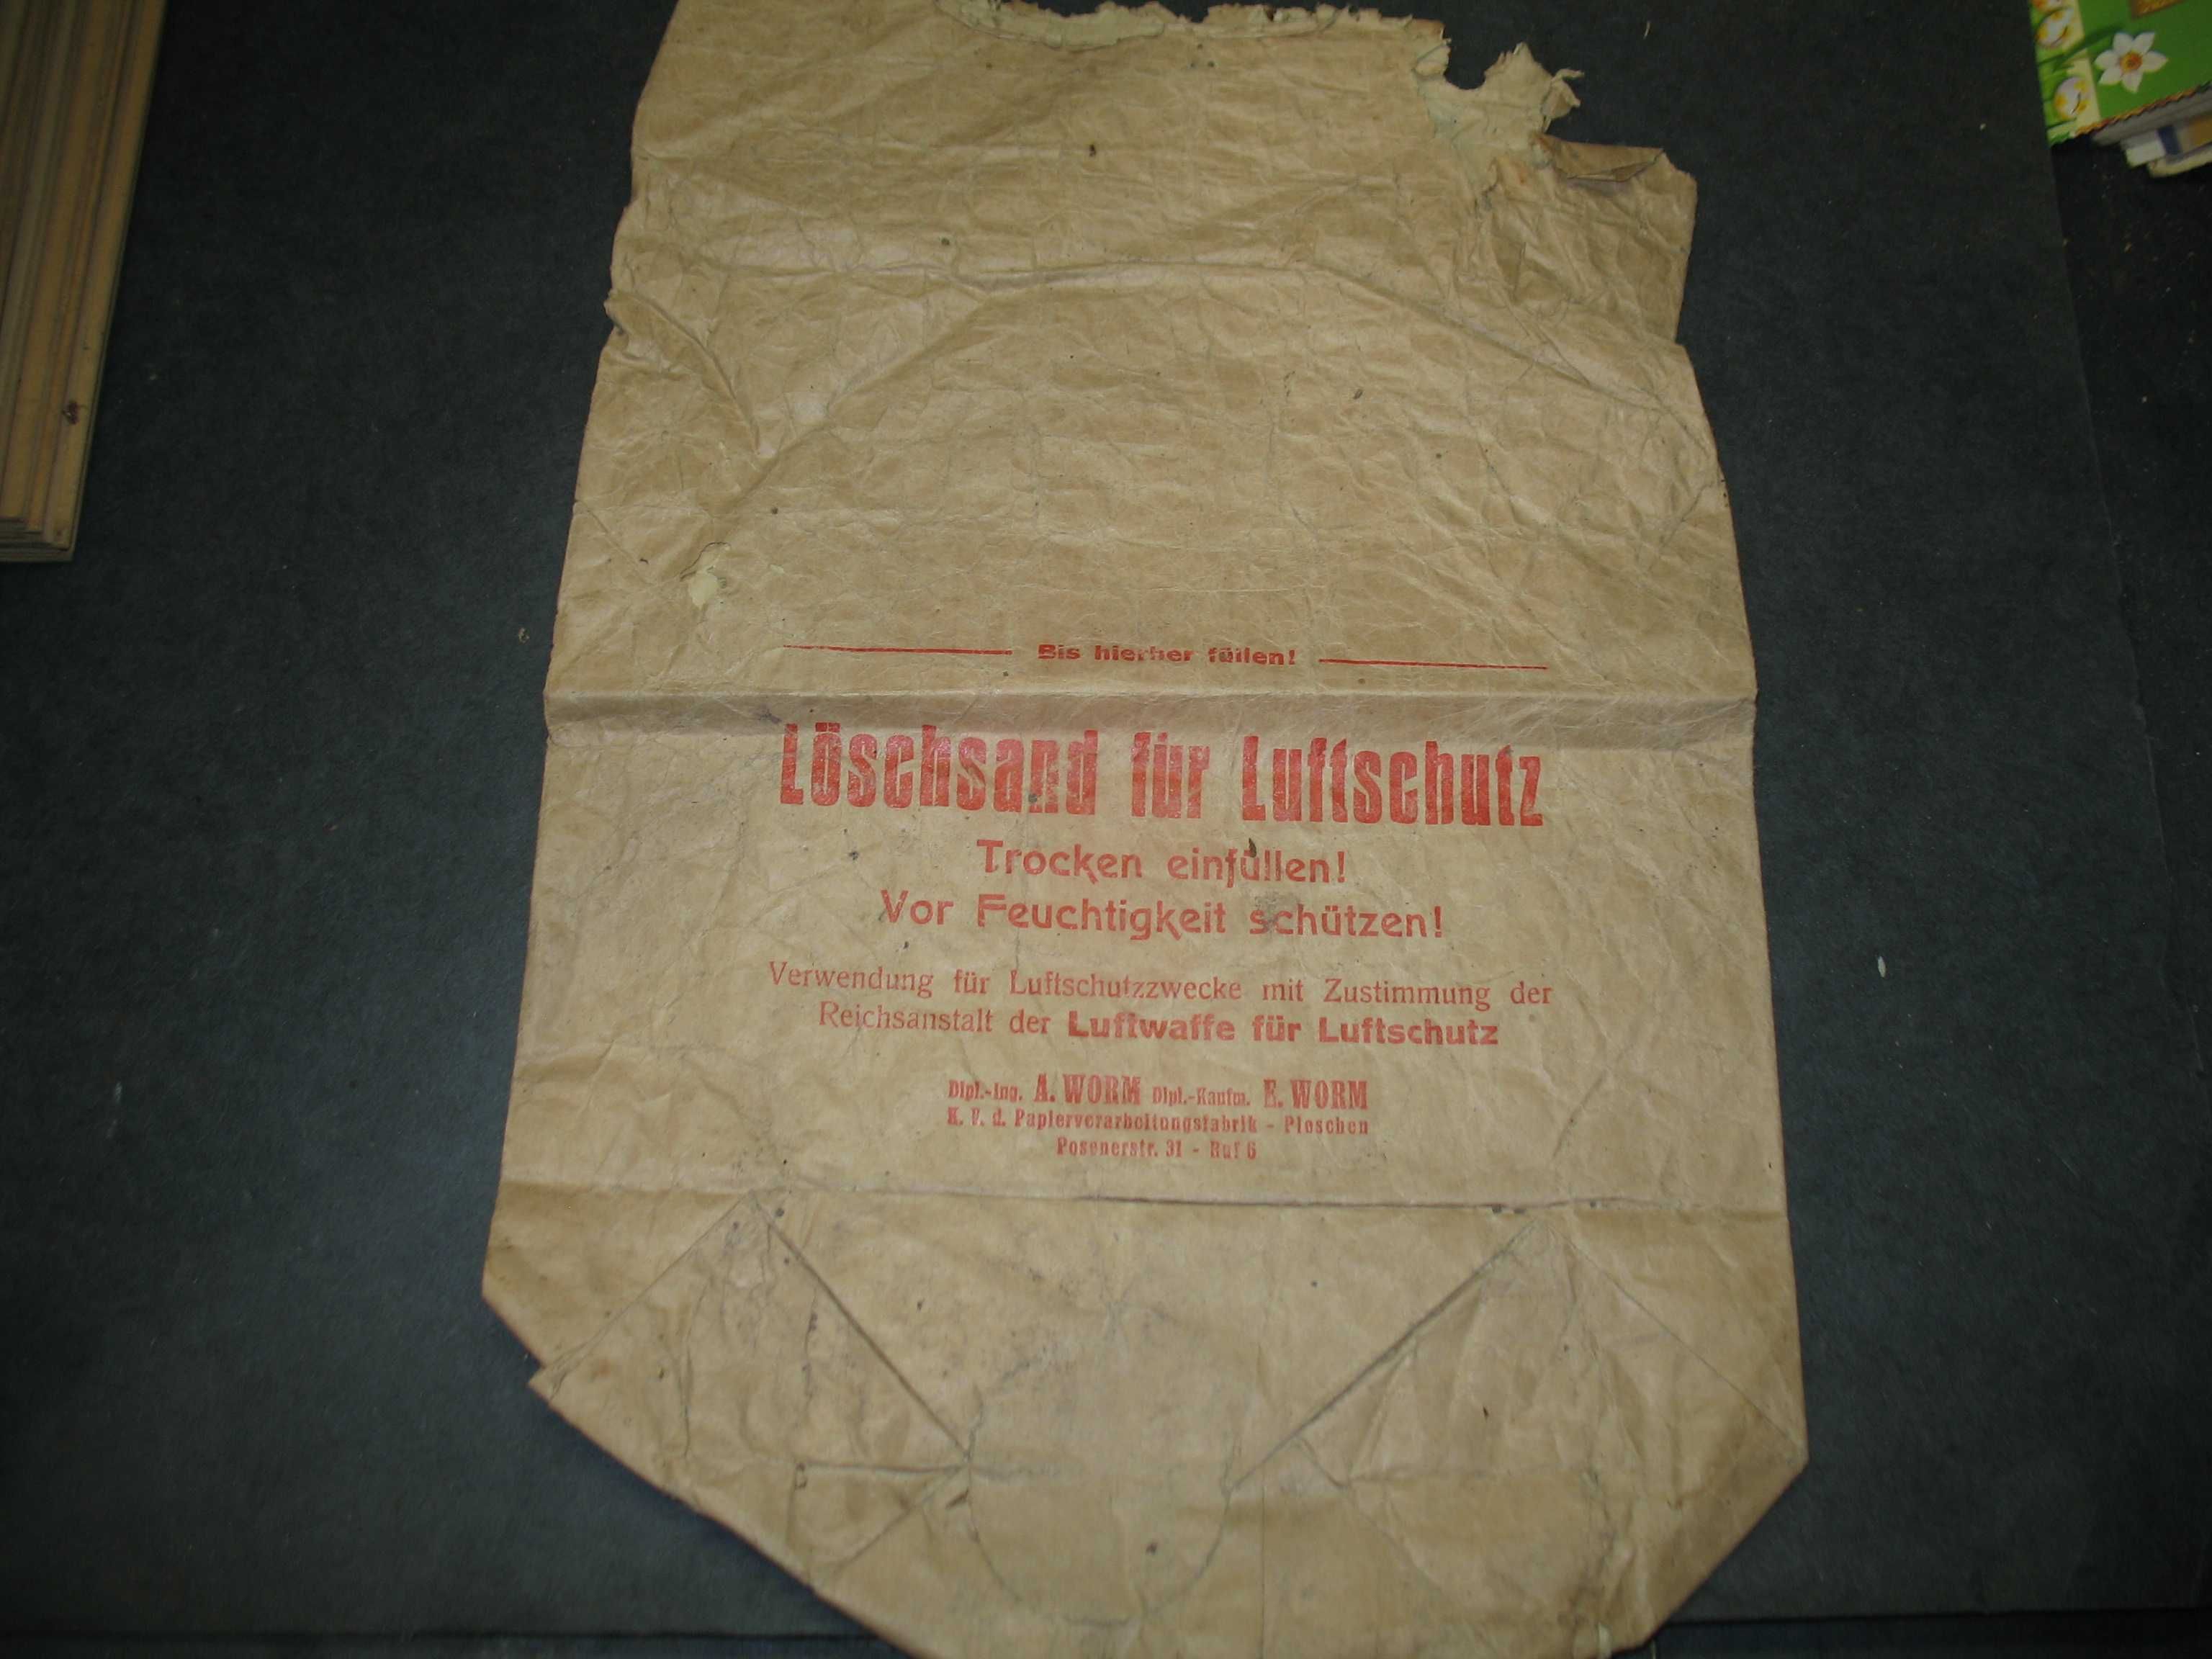 Bis hierher füllen!
Löschsand für Luftschutz
Trocken einfüllen!
Vor Feuchtigkeit schützen!
Verwendung für Luftschutzzwecke mit Zustimmung der
Reichsanstalt der Luftwaffe für Luftschutz
Dipl.-Ing. A. WORM Dipl.-Kaufm. E. WORM
K. V. d. Papierverarbeitungsfabrik - Pleschen
Posenerstr. 31 - Ruf 6